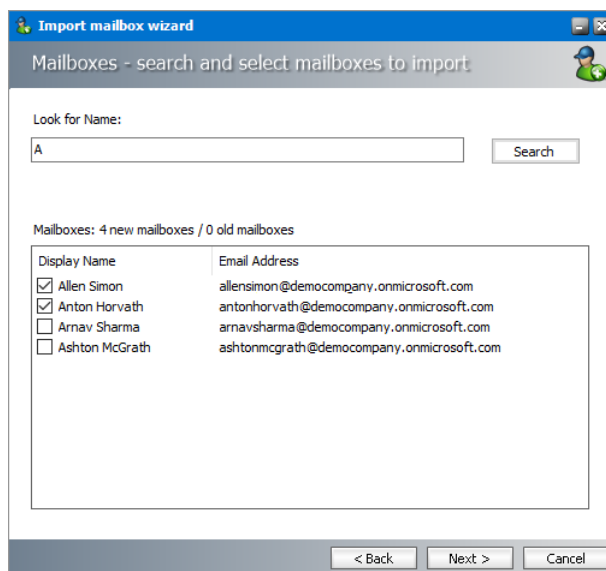 Import mailbox wizard
Mailboxes - search and select mailboxes to import
Look for Name:
A
Search
Mailboxes: 4 new mailboxes / 0 old mailboxes
Display Name Email Address
Allen Simon allensimon@democompany.onmicrosoft.com
Anton Horvath antonhorvath@democompany.onmicrosoft.com
Arnav Sharma arnavsharma@democompany.onmicrosoft.com
Ashton McGrath ashtonmcgrath@democompany.onmicrosoft.com
< Back Next > Cancel